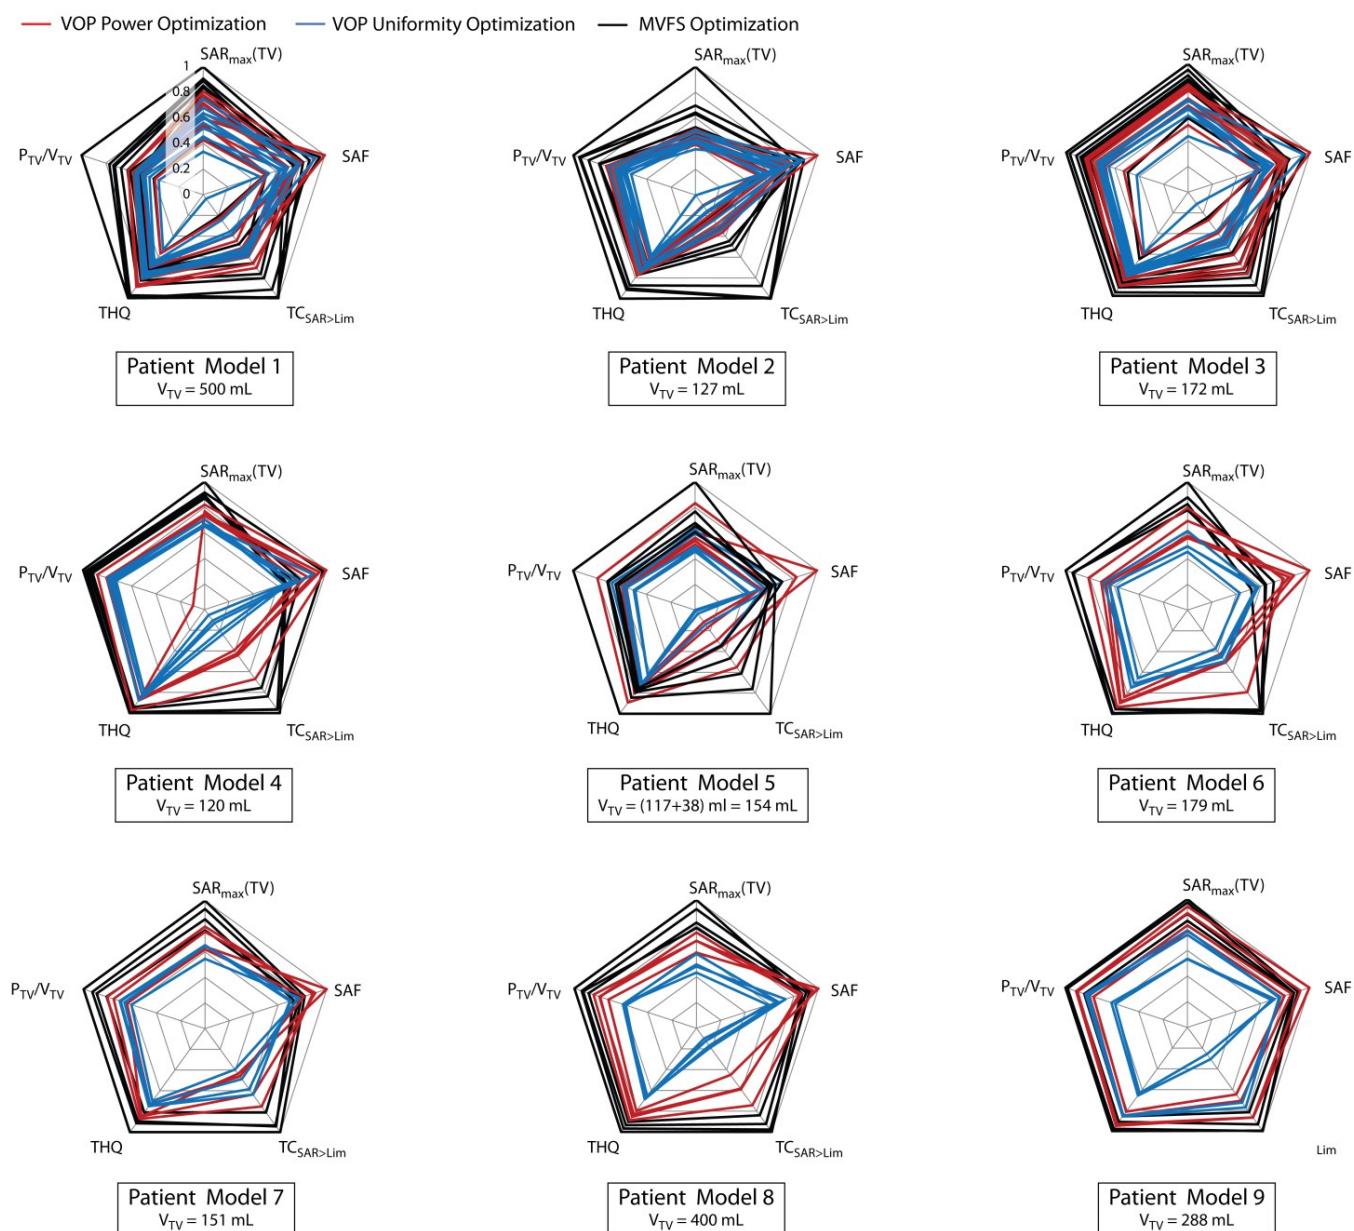 VOP Power Optimization VOP Uniformity Optimization MVFS Optimization
SARmax(TV)
1
0.8
0.6
0.4
0.2
0
PTV/VTV
SAF
THQ
TCSAR>Lim
Patient Model 1
VTV = 500 mL
SARmax(TV)
PTV/VTV
SAF
THQ
TCSAR>Lim
Patient Model 2
VTV = 127 mL
SARmax(TV)
PTV/VTV
SAF
THQ
TCSAR>Lim
Patient Model 3
VTV = 172 mL
SARmax(TV)
PTV/VTV
SAF
THQ
TCSAR>Lim
Patient Model 4
VTV = 120 mL
SARmax(TV)
PTV/VTV
SAF
THQ
TCSAR>Lim
Patient Model 5
VTV = (117+38) ml = 154 mL
SARmax(TV)
PTV/VTV
SAF
THQ
TCSAR>Lim
Patient Model 6
VTV = 179 mL
SARmax(TV)
PTV/VTV
SAF
THQ
TCSAR>Lim
Patient Model 7
VTV = 151 mL
SARmax(TV)
PTV/VTV
SAF
THQ
TCSAR>Lim
Patient Model 8
VTV = 400 mL
SARmax(TV)
PTV/VTV
SAF
Lim
Patient Model 9
VTV = 288 mL